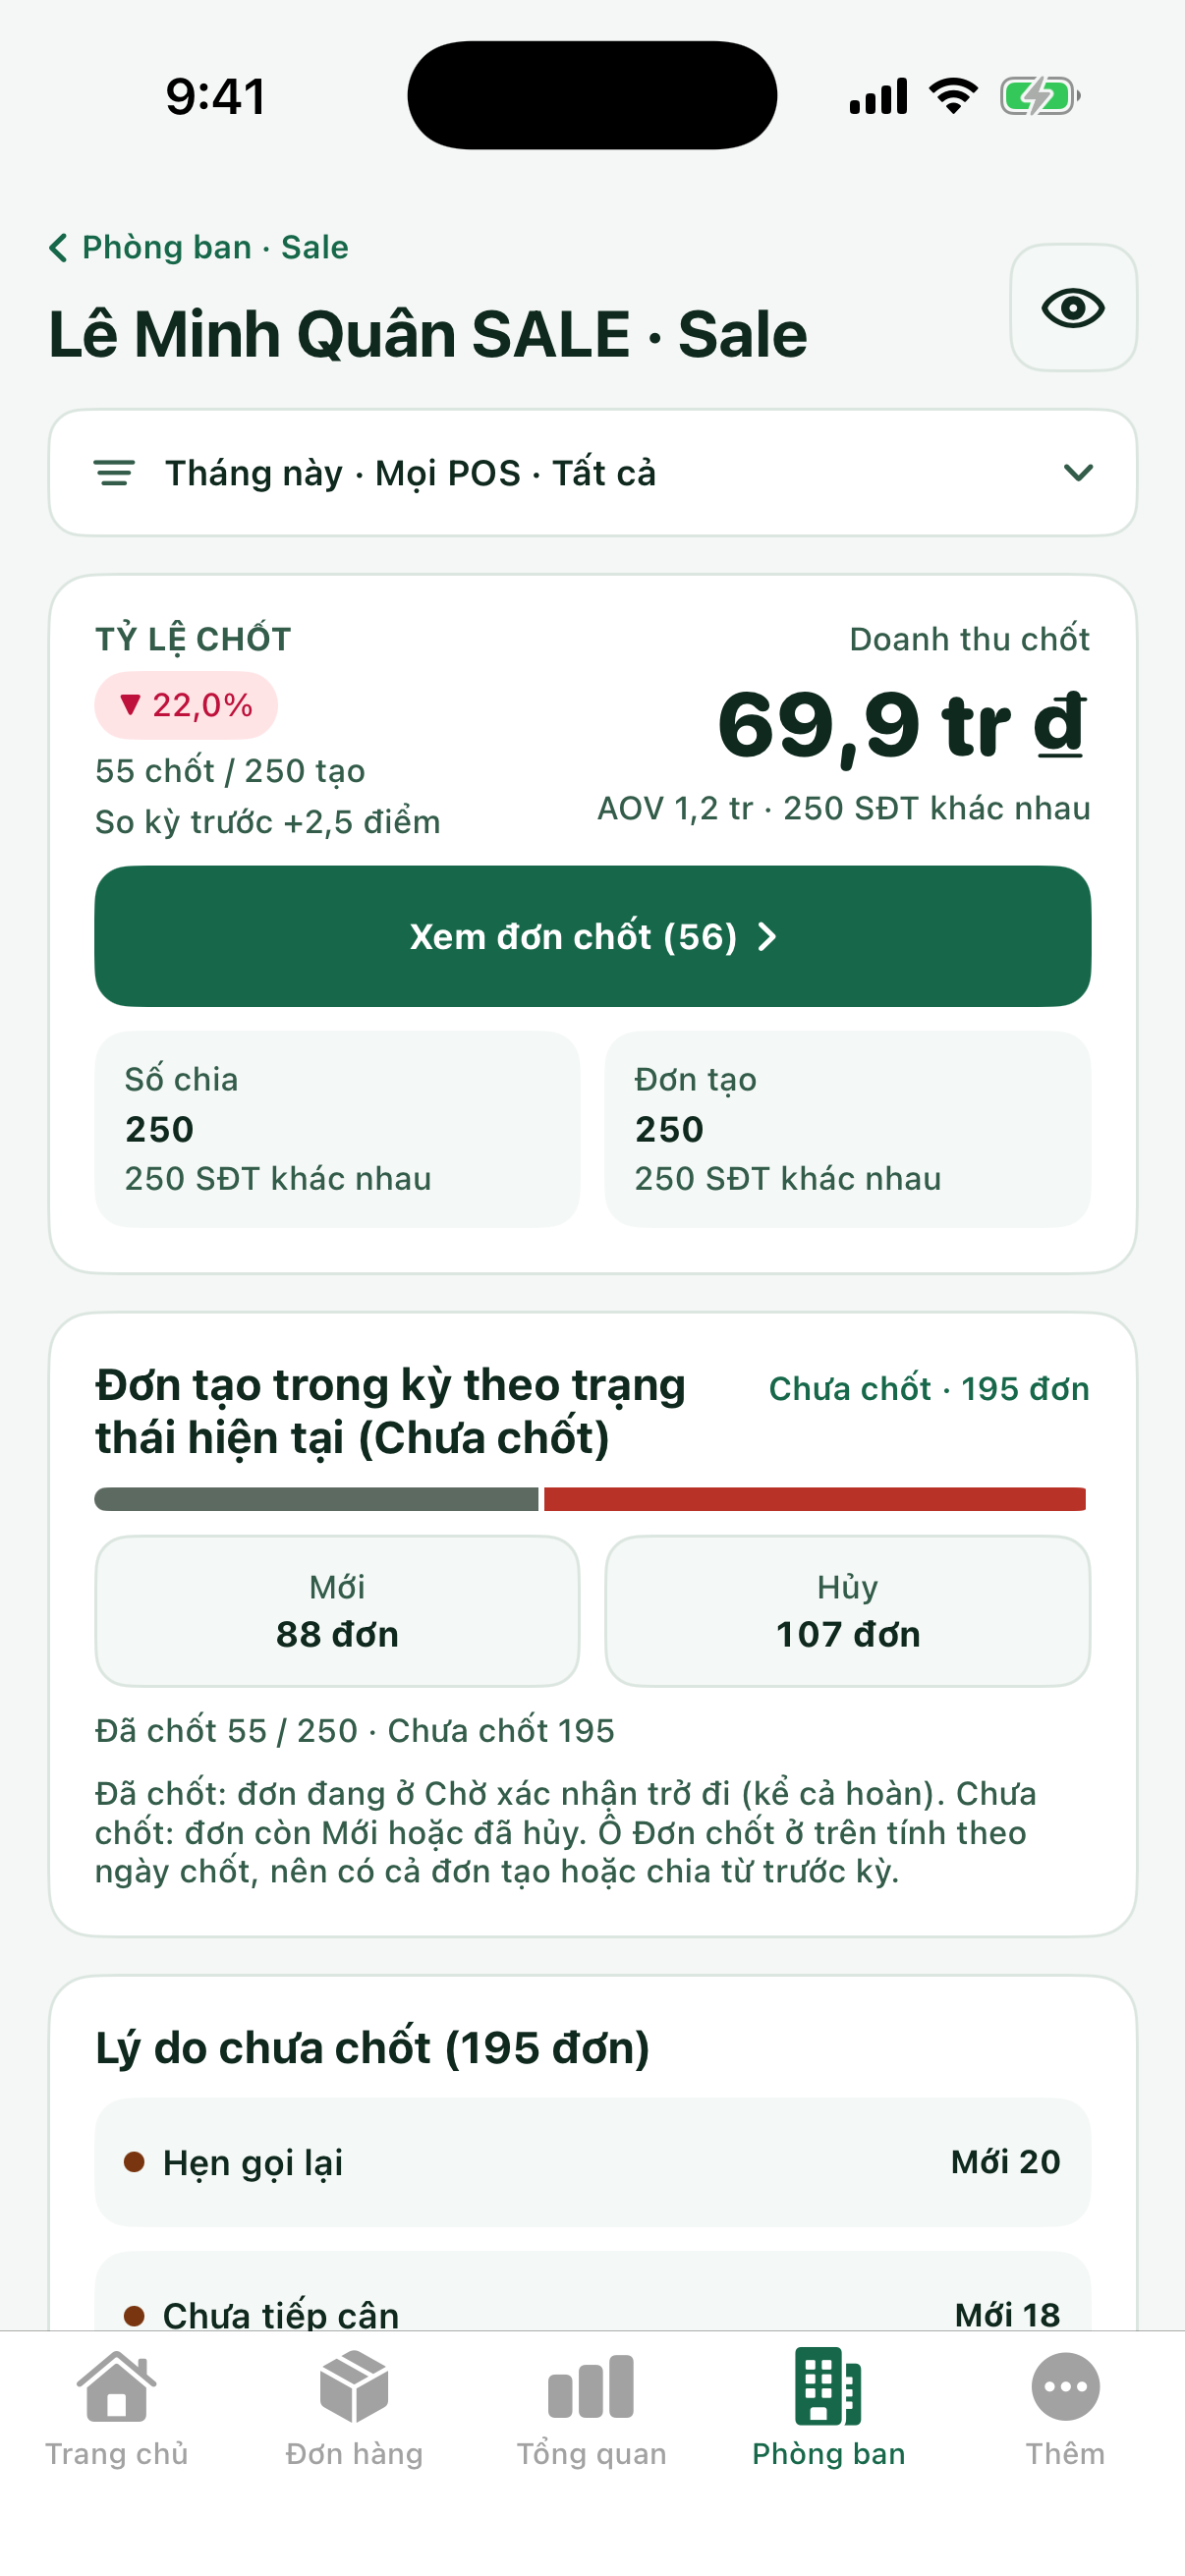 9:41
Phòng ban · Sale
Lê Minh Quân SALE · Sale
Tháng này · Mọi POS · Tất cả
TỶ LỆ CHỐT
▼ 22,0%
55 chốt / 250 tạo
So kỳ trước +2,5 điểm
Doanh thu chốt
69,9 tr ₫
AOV 1,2 tr · 250 SĐT khác nhau
Xem đơn chốt (56)
Số chia
250
250 SĐT khác nhau
Đơn tạo
250
250 SĐT khác nhau
Đơn tạo trong kỳ theo trạng
thái hiện tại (Chưa chốt)
Chưa chốt · 195 đơn
Mới
88 đơn
Hủy
107 đơn
Đã chốt 55 / 250 · Chưa chốt 195
Đã chốt: đơn đang ở Chờ xác nhận trở đi (kể cả hoàn). Chưa
chốt: đơn còn Mới hoặc đã hủy. Ô Đơn chốt ở trên tính theo
ngày chốt, nên có cả đơn tạo hoặc chia từ trước kỳ.
Lý do chưa chốt (195 đơn)
Hẹn gọi lại
Mới 20
Chưa tiếp cận
Mới 18
Trang chủ
Đơn hàng
Tổng quan
Phòng ban
Thêm